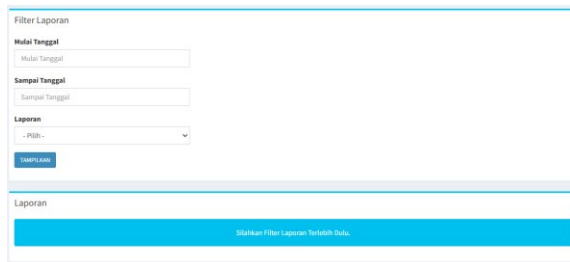 Filter Laporan
Mulai Tanggal
Mulai Tanggal
Sampai Tanggal
Sampai Tanggal
Laporan
- Pilih -
TAMPILKAN
Laporan
Silahkan Filter Laporan Terlebih Dulu.